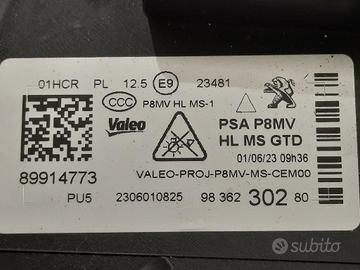 01HCR PL 12.5 E9 23481
CCC P8MV HL MS-1
Valeo
PSA P8MV
HL MS GTD
01/06/23 09h36
89914773
VALEO-PROJ-P8MV-MS-CEM00
PU5 2306010825 98 362 302 80
subito